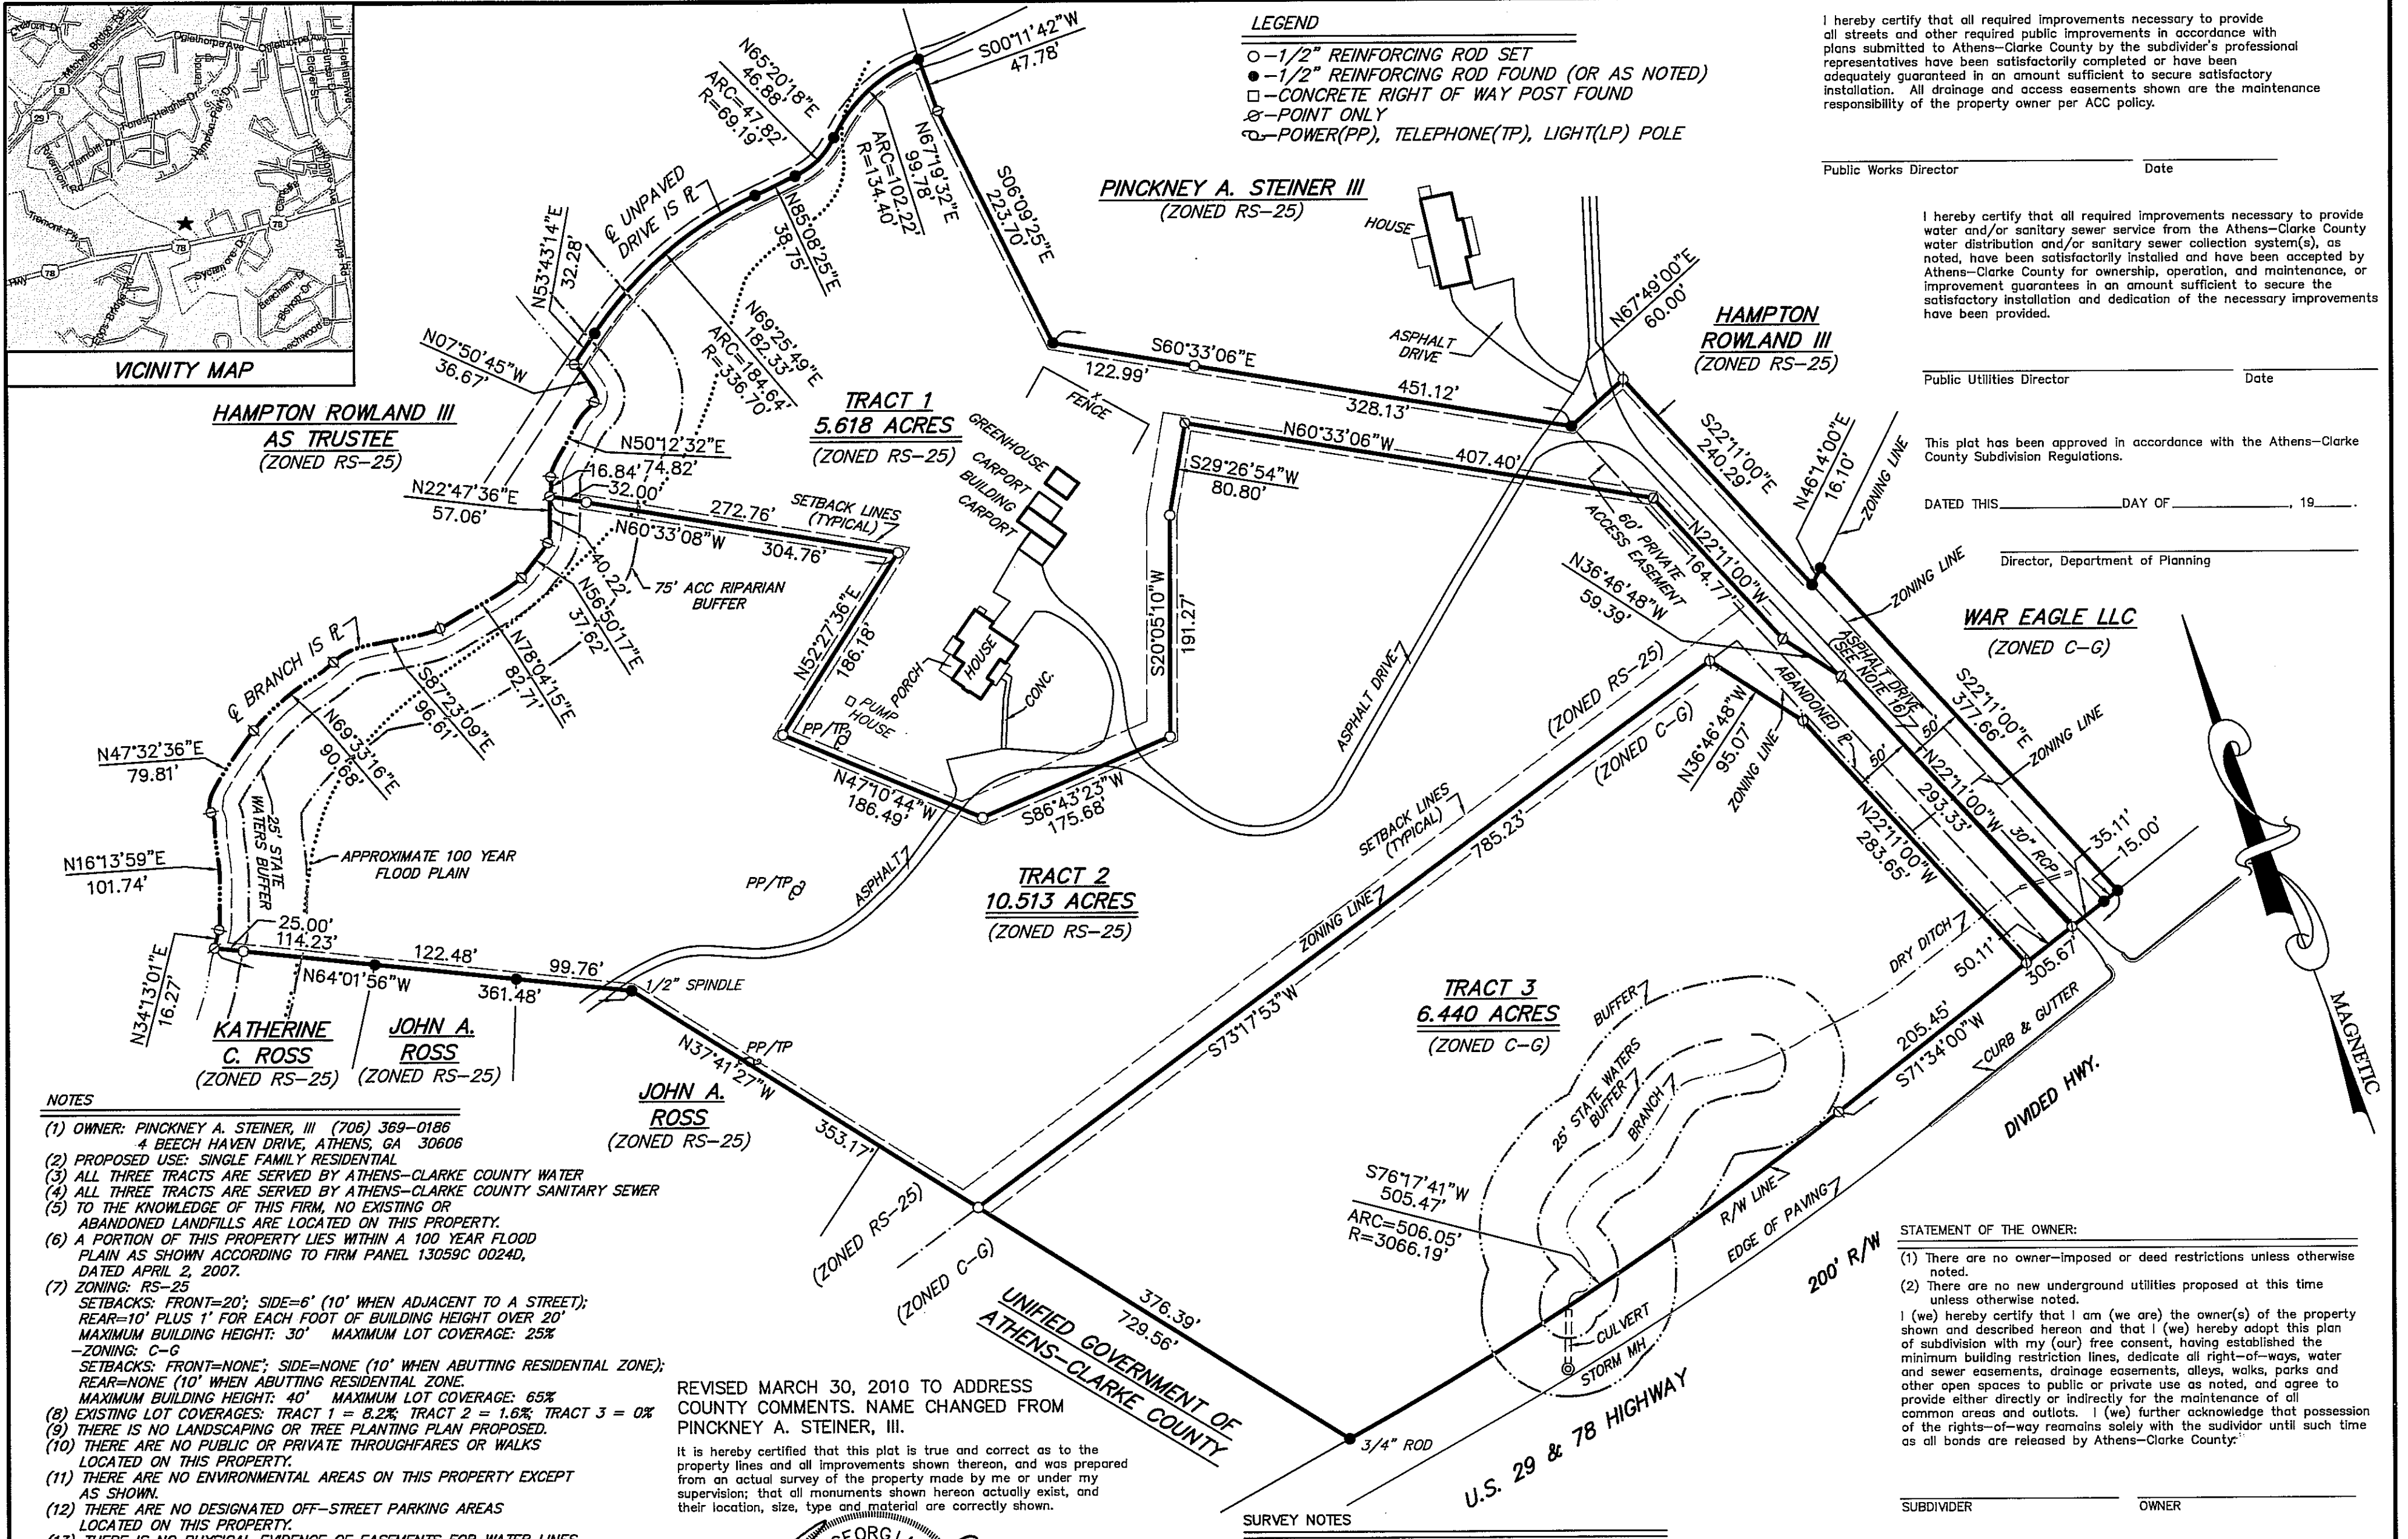 VICINITY MAP
Oglethorpe Ave
Mitchell Bridge Rd
Forest Heights Dr
Hampton Park Dr
Sycamore Dr
78
78
78
78
29
Hwy
LEGEND
-1/2" REINFORCING ROD SET
-1/2" REINFORCING ROD FOUND (OR AS NOTED)
-CONCRETE RIGHT OF WAY POST FOUND
-POINT ONLY
-POWER(PP), TELEPHONE(TP), LIGHT(LP) POLE
I hereby certify that all required improvements necessary to provide
all streets and other required public improvements in accordance with
plans submitted to Athens-Clarke County by the subdivider's professional
representatives have been satisfactorily completed or have been
adequately guaranteed in an amount sufficient to secure satisfactory
installation. All drainage and access easements shown are the maintenance
responsibility of the property owner per ACC policy.
Public Works Director Date
I hereby certify that all required improvements necessary to provide
water and/or sanitary sewer service from the Athens-Clarke County
water distribution and/or sanitary sewer collection system(s), as
noted, have been satisfactorily installed and have been accepted by
Athens-Clarke County for ownership, operation, and maintenance, or
improvement guarantees in an amount sufficient to secure the
satisfactory installation and dedication of the necessary improvements
have been provided.
Public Utilities Director Date
This plat has been approved in accordance with the Athens-Clarke
County Subdivision Regulations.
DATED THIS DAY OF , 19 .
Director, Department of Planning
S00°11'42"W
47.78'
N65°20'18"E
46.88'
ARC=47.82'
R=69.19'
N67°19'32"E
99.78'
ARC=102.22'
R=134.40'
S06°09'25"E
223.70'
℄ UNPAVED
DRIVE IS ℞
N85°08'25"E
38.75'
N53°43'14"E
32.28'
N69°25'49"E
182.33'
ARC=184.64'
R=336.70'
N07°50'45"W
36.67'
PINCKNEY A. STEINER III
(ZONED RS-25)
HOUSE
ASPHALT
DRIVE
N67°49'00"E
60.00'
HAMPTON
ROWLAND III
(ZONED RS-25)
S60°33'06"E
122.99'
451.12'
328.13'
S22°11'00"E
240.29'
N46°14'00"E
16.10'
ZONING LINE
ZONING LINE
WAR EAGLE LLC
(ZONED C-G)
HAMPTON ROWLAND III
AS TRUSTEE
(ZONED RS-25)
TRACT 1
5.618 ACRES
(ZONED RS-25)
x
FENCE
GREENHOUSE
CARPORT
BUILDING
CARPORT
N60°33'06"W
407.40'
S29°26'54"W
80.80'
N50°12'32"E
74.82'
16.84'
32.00'
N22°47'36"E
57.06'
272.76'
N60°33'08"W
304.76'
SETBACK LINES
(TYPICAL)
40.22'
75' ACC RIPARIAN
BUFFER
N56°50'17"E
37.62'
N78°04'15"E
82.71'
S87°23'09"E
96.61'
℄ BRANCH IS ℞
N69°33'16"E
90.68'
N47°32'36"E
79.81'
25' STATE
WATERS BUFFER
N16°13'59"E
101.74'
APPROXIMATE 100 YEAR
FLOOD PLAIN
N52°27'36"E
186.18'
PORCH
HOUSE
PUMP
HOUSE
CONC.
PP/TP
S20°05'10"W
191.27'
N47°10'44"W
186.49'
S86°43'23"W
175.68'
ASPHALT DRIVE
60' PRIVATE
ACCESS EASEMENT
N22°11'00"W
164.77'
N36°46'48"W
59.39'
ASPHALT DRIVE
(SEE NOTE 16)
ABANDONED ℞
(ZONED RS-25)
(ZONED C-G)
N36°46'48"W
95.07'
ZONING LINE
S22°11'00"E
377.66'
ZONING LINE
50'
50'
N22°11'00"W
293.33'
N22°11'00"W
283.65'
30" RCP
35.11'
15.00'
SETBACK LINES
(TYPICAL)
785.23'
ZONING LINE
S73°17'53"W
TRACT 2
10.513 ACRES
(ZONED RS-25)
PP/TP
ASPHALT
25.00'
114.23'
N34°13'01"E
16.27'
N64°01'56"W
122.48'
361.48'
99.76'
1/2" SPINDLE
KATHERINE
C. ROSS
(ZONED RS-25)
JOHN A.
ROSS
(ZONED RS-25)
PP/TP
N37°41'27"W
353.17'
JOHN A.
ROSS
(ZONED RS-25)
(ZONED RS-25)
(ZONED C-G)
TRACT 3
6.440 ACRES
(ZONED C-G)
BUFFER
25' STATE WATERS
BUFFER
BRANCH
DRY DITCH
50.11'
305.67'
205.45'
S71°34'00"W
CURB & GUTTER
DIVIDED HWY.
MAGNETIC
S76°17'41"W
505.47'
ARC=506.05'
R=3066.19'
R/W LINE
EDGE OF PAVING
200' R/W
CULVERT
STORM MH
376.39'
729.56'
UNIFIED GOVERNMENT OF
ATHENS-CLARKE COUNTY
3/4" ROD
U.S. 29 & 78 HIGHWAY
NOTES
(1) OWNER: PINCKNEY A. STEINER, III (706) 369-0186
4 BEECH HAVEN DRIVE, ATHENS, GA 30606
(2) PROPOSED USE: SINGLE FAMILY RESIDENTIAL
(3) ALL THREE TRACTS ARE SERVED BY ATHENS-CLARKE COUNTY WATER
(4) ALL THREE TRACTS ARE SERVED BY ATHENS-CLARKE COUNTY SANITARY SEWER
(5) TO THE KNOWLEDGE OF THIS FIRM, NO EXISTING OR
ABANDONED LANDFILLS ARE LOCATED ON THIS PROPERTY.
(6) A PORTION OF THIS PROPERTY LIES WITHIN A 100 YEAR FLOOD
PLAIN AS SHOWN ACCORDING TO FIRM PANEL 13059C 0024D,
DATED APRIL 2, 2007.
(7) ZONING: RS-25
SETBACKS: FRONT=20'; SIDE=6' (10' WHEN ADJACENT TO A STREET);
REAR=10' PLUS 1' FOR EACH FOOT OF BUILDING HEIGHT OVER 20'
MAXIMUM BUILDING HEIGHT: 30' MAXIMUM LOT COVERAGE: 25%
-ZONING: C-G
SETBACKS: FRONT=NONE'; SIDE=NONE (10' WHEN ABUTTING RESIDENTIAL ZONE);
REAR=NONE (10' WHEN ABUTTING RESIDENTIAL ZONE.
MAXIMUM BUILDING HEIGHT: 40' MAXIMUM LOT COVERAGE: 65%
(8) EXISTING LOT COVERAGES: TRACT 1 = 8.2%; TRACT 2 = 1.6%; TRACT 3 = 0%
(9) THERE IS NO LANDSCAPING OR TREE PLANTING PLAN PROPOSED.
(10) THERE ARE NO PUBLIC OR PRIVATE THROUGHFARES OR WALKS
LOCATED ON THIS PROPERTY.
(11) THERE ARE NO ENVIRONMENTAL AREAS ON THIS PROPERTY EXCEPT
AS SHOWN.
(12) THERE ARE NO DESIGNATED OFF-STREET PARKING AREAS
LOCATED ON THIS PROPERTY.
(13) THERE IS NO PHYSICAL EVIDENCE OF EASEMENTS FOR WATER LINES
REVISED MARCH 30, 2010 TO ADDRESS
COUNTY COMMENTS. NAME CHANGED FROM
PINCKNEY A. STEINER, III.
It is hereby certified that this plat is true and correct as to the
property lines and all improvements shown thereon, and was prepared
from an actual survey of the property made by me or under my
supervision; that all monuments shown hereon actually exist, and
their location, size, type and material are correctly shown.
GEORGIA
SURVEY NOTES
STATEMENT OF THE OWNER:
(1) There are no owner-imposed or deed restrictions unless otherwise
noted.
(2) There are no new underground utilities proposed at this time
unless otherwise noted.
I (we) hereby certify that I am (we are) the owner(s) of the property
shown and described hereon and that I (we) hereby adopt this plan
of subdivision with my (our) free consent, having established the
minimum building restriction lines, dedicate all right-of-ways, water
and sewer easements, drainage easements, alleys, walks, parks and
other open spaces to public or private use as noted, and agree to
provide either directly or indirectly for the maintenance of all
common areas and outlots. I (we) further acknowledge that possession
of the rights-of-way reamains solely with the sudividor until such time
as all bonds are released by Athens-Clarke County.
SUBDIVIDER OWNER